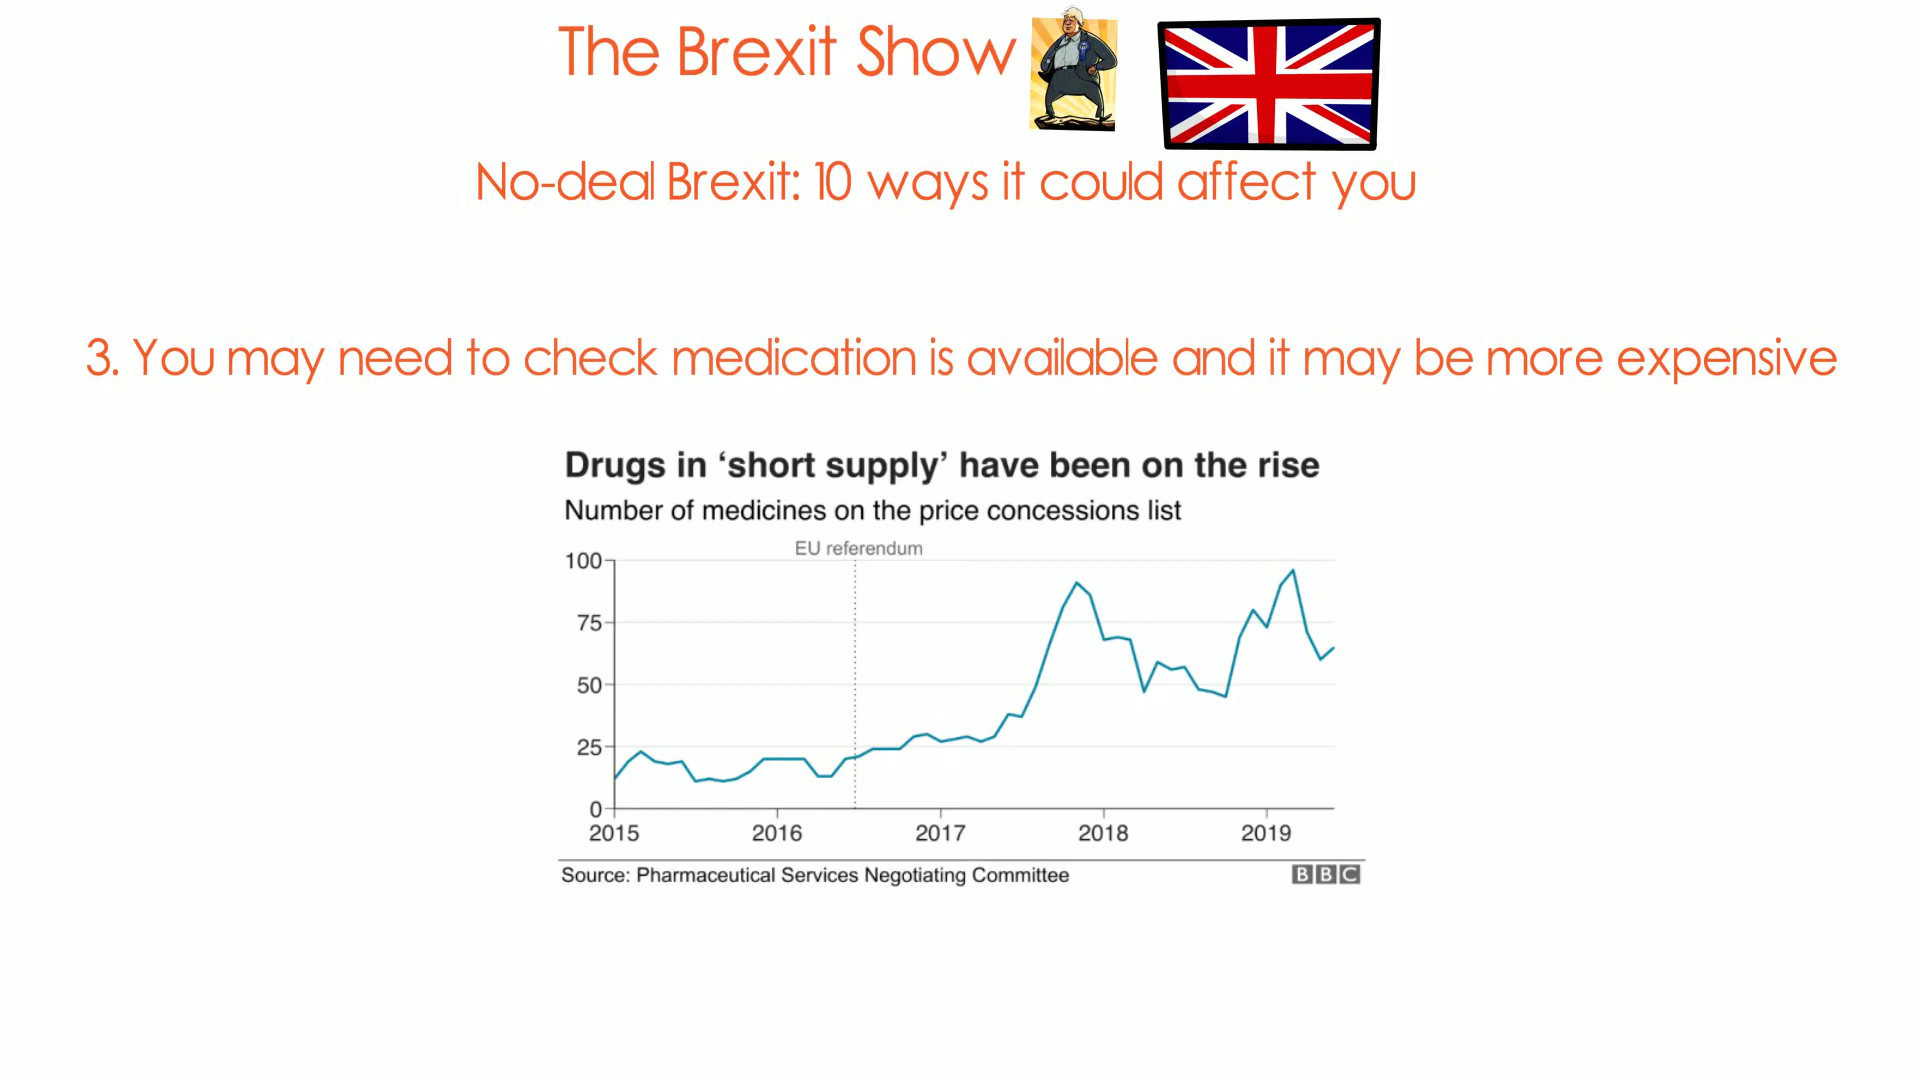 The Brexit Show
No-deal Brexit: 10 ways it could affect you
3. You may need to check medication is available and it may be more expensive
Drugs in ‘short supply’ have been on the rise
Number of medicines on the price concessions list
EU referendum
100
75
50
25
0
2015 2016 2017 2018 2019
Source: Pharmaceutical Services Negotiating Committee BBC